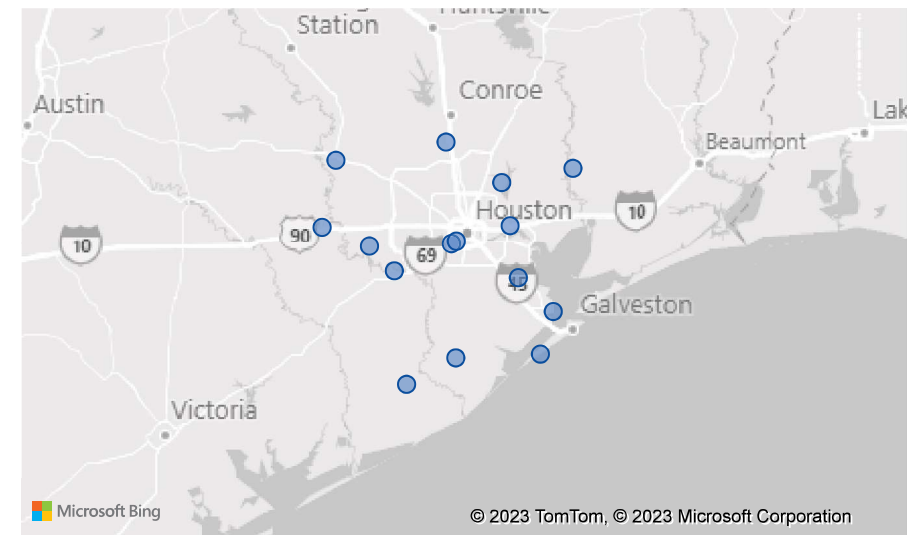 Station
Conroe
Austin
Lak
Beaumont
Houston
10
90
10
69
45
Galveston
Victoria
Microsoft Bing
© 2023 TomTom, © 2023 Microsoft Corporation